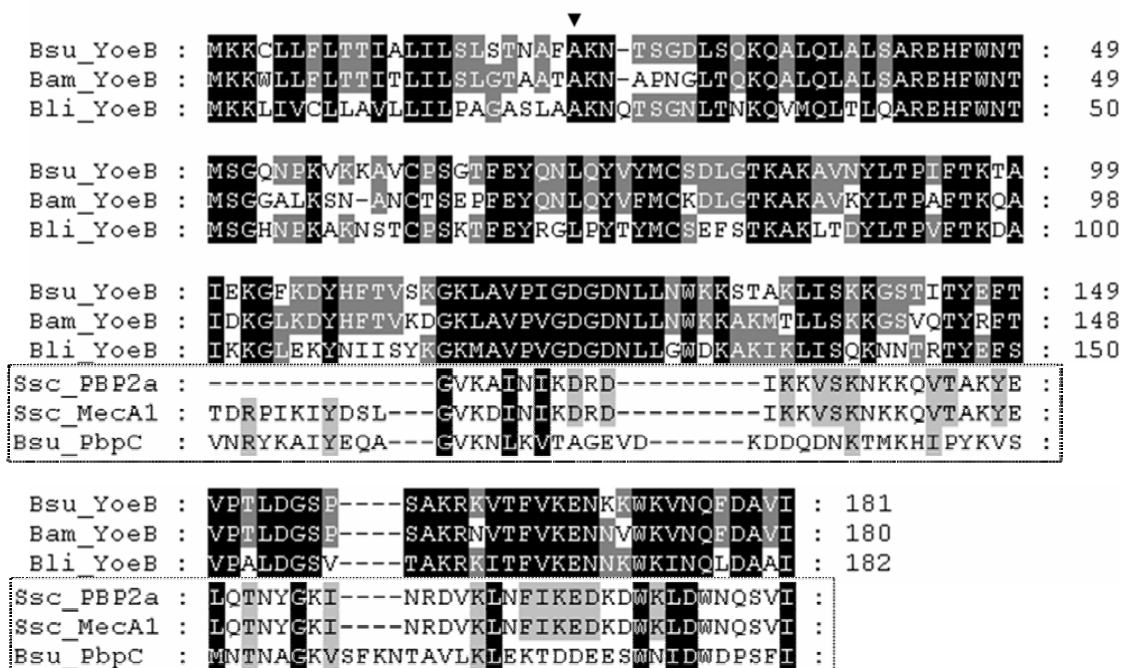 ▼
Bsu_YoeB : MKKCLLFLTTIALILSLSTNAFAKN-TSGDLSQKQALQLALSAREHFWNT : 49
Bam_YoeB : MKKWLLFLTTITLILSLGTAATAKN-APNGLTQKQALQLALSAREHFWNT : 49
Bli_YoeB : MKKLIVCLLAVLLILPAGASLAAKNQTSGNLTNKQVMQLTLQAREHFWNT : 50
Bsu_YoeB : MSGQNPKVKKAVCPSGTFEYQNLQYVYMCSDLGTKAKAVNYLTPIFTKTA : 99
Bam_YoeB : MSGGALKSN-ANCTSEPFEYQNLQYVFMCKDLGTKAKAVKYLTPAFTKQA : 98
Bli_YoeB : MSGHNPKAKNSTCPSKTFEYRGLPYTYMCSEFSTKAKLTDYLTPVFTKDA : 100
Bsu_YoeB : IEKGFKDYHFTVSKGKLAVPIGDGDNLLNWKKSTAKLISKKGSTITYEFT : 149
Bam_YoeB : IDKGLKDYHFTVKDGKLAVPVGDGDNLLNWKKAKMTLLSKKGSVQTYRFT : 148
Bli_YoeB : IKKGLEKYNIISYKGKMAVPVGDGDNLLGWDKAKIKLISQKNNTRTYEFS : 150
Ssc_PBP2a : --------------GVKAINIKDRD---------IKKVSKNKKQVTAKYE :
Ssc_MecA1 : TDRPIKIYDSL---GVKDINIKDRD---------IKKVSKNKKQVTAKYE :
Bsu_PbpC : VNRYKAIYEQA---GVKNLKVTAGEVD------KDDQDNKTMKHIPYKVS :
Bsu_YoeB : VPTLDGSP----SAKRKVTFVKENKKWKVNQFDAVI : 181
Bam_YoeB : VPTLDGSP----SAKRNVTFVKENNVWKVNQFDAVI : 180
Bli_YoeB : VPALDGSV----TAKRKITFVKENNKWKINQLDAAI : 182
Ssc_PBP2a : LQTNYGKI----NRDVKLNFIKEDKDWKLDWNQSVI :
Ssc_MecA1 : LQTNYGKI----NRDVKLNFIKEDKDWKLDWNQSVI :
Bsu_PbpC : MNTNAGKVSFKNTAVLKLEKTDDEESWNIDWDPSFI :